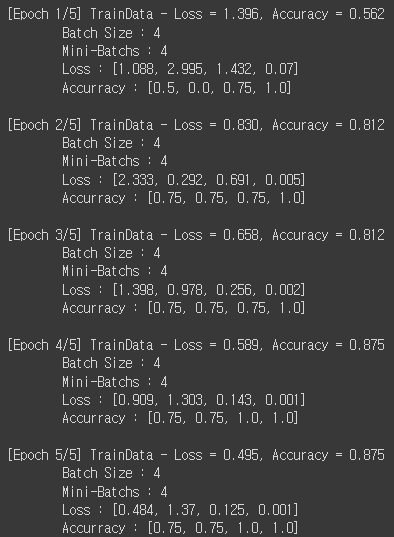 [Epoch 1/5] TrainData - Loss = 1.396, Accuracy = 0.562
Batch Size : 4
Mini-Batchs : 4
Loss : [1.088, 2.995, 1.432, 0.07]
Accurracy : [0.5, 0.0, 0.75, 1.0]
[Epoch 2/5] TrainData - Loss = 0.830, Accuracy = 0.812
Batch Size : 4
Mini-Batchs : 4
Loss : [2.333, 0.292, 0.691, 0.005]
Accurracy : [0.75, 0.75, 0.75, 1.0]
[Epoch 3/5] TrainData - Loss = 0.658, Accuracy = 0.812
Batch Size : 4
Mini-Batchs : 4
Loss : [1.398, 0.978, 0.256, 0.002]
Accurracy : [0.75, 0.75, 0.75, 1.0]
[Epoch 4/5] TrainData - Loss = 0.589, Accuracy = 0.875
Batch Size : 4
Mini-Batchs : 4
Loss : [0.909, 1.303, 0.143, 0.001]
Accurracy : [0.75, 0.75, 1.0, 1.0]
[Epoch 5/5] TrainData - Loss = 0.495, Accuracy = 0.875
Batch Size : 4
Mini-Batchs : 4
Loss : [0.484, 1.37, 0.125, 0.001]
Accurracy : [0.75, 0.75, 1.0, 1.0]